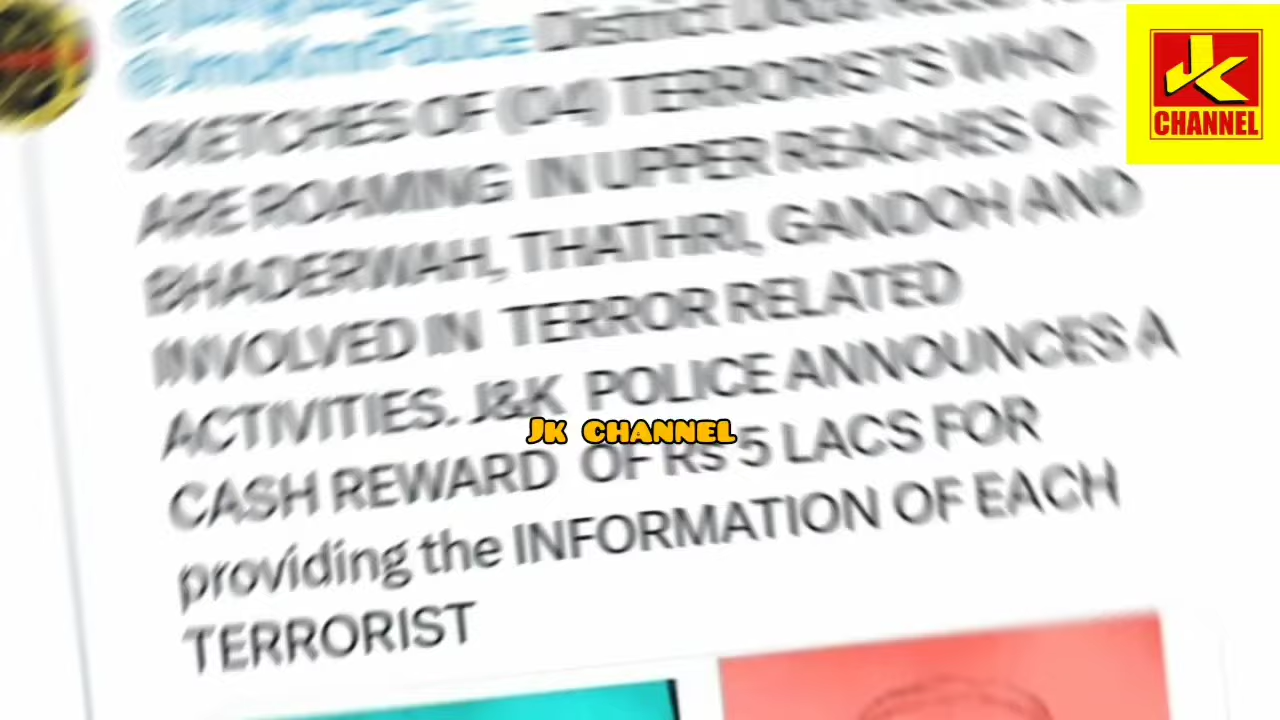 @JmuKmrPolice District
SKETCHES OF (04) TERRORISTS WHO
ARE ROAMING IN UPPER REACHES OF
BHADERWAH, THATHRI, GANDOH AND
INVOLVED IN TERROR RELATED
ACTIVITIES. J&K POLICE ANNOUNCES A
CASH REWARD OF Rs 5 LACS FOR
providing the INFORMATION OF EACH
TERRORIST
JK CHANNEL
JK
CHANNEL